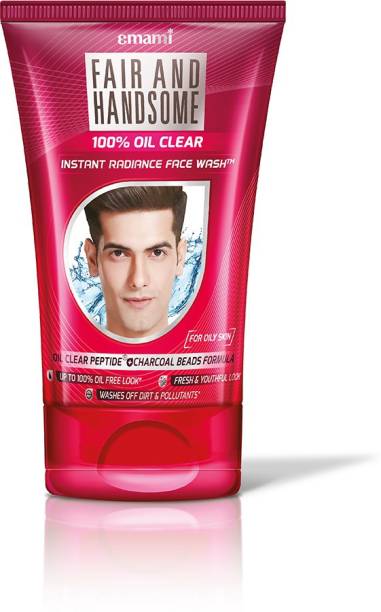 emami
FAIR AND
HANDSOME
100% OIL CLEAR
INSTANT RADIANCE FACE WASH™
[FOR OILY SKIN
OIL CLEAR PEPTIDE CHARCOAL BEADS FORMULA
UP TO 100% OIL FREE LOOK* FRESH & YOUTHFUL LOOK
WASHES OFF DIRT & POLLUTANTS*